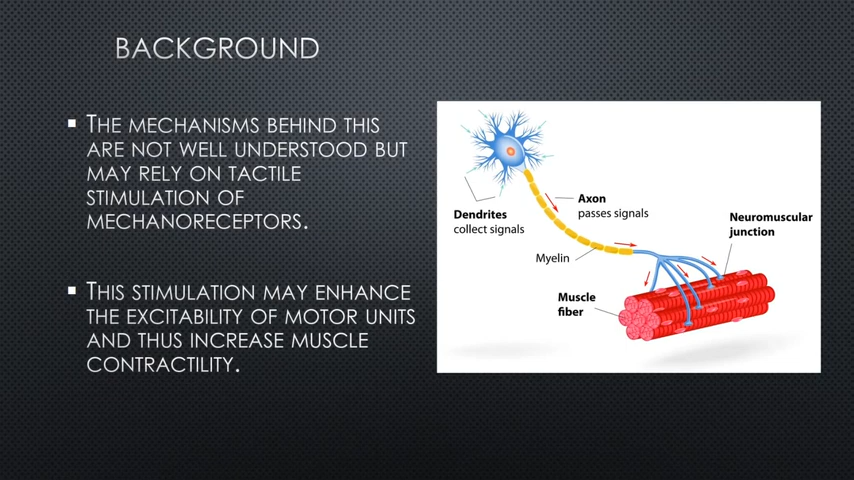 BACKGROUND
▪ THE MECHANISMS BEHIND THIS
ARE NOT WELL UNDERSTOOD BUT
MAY RELY ON TACTILE
STIMULATION OF
MECHANORECEPTORS.
▪ THIS STIMULATION MAY ENHANCE
THE EXCITABILITY OF MOTOR UNITS
AND THUS INCREASE MUSCLE
CONTRACTILITY.
Dendrites
collect signals
Axon
passes signals
Myelin
Neuromuscular
junction
Muscle
fiber